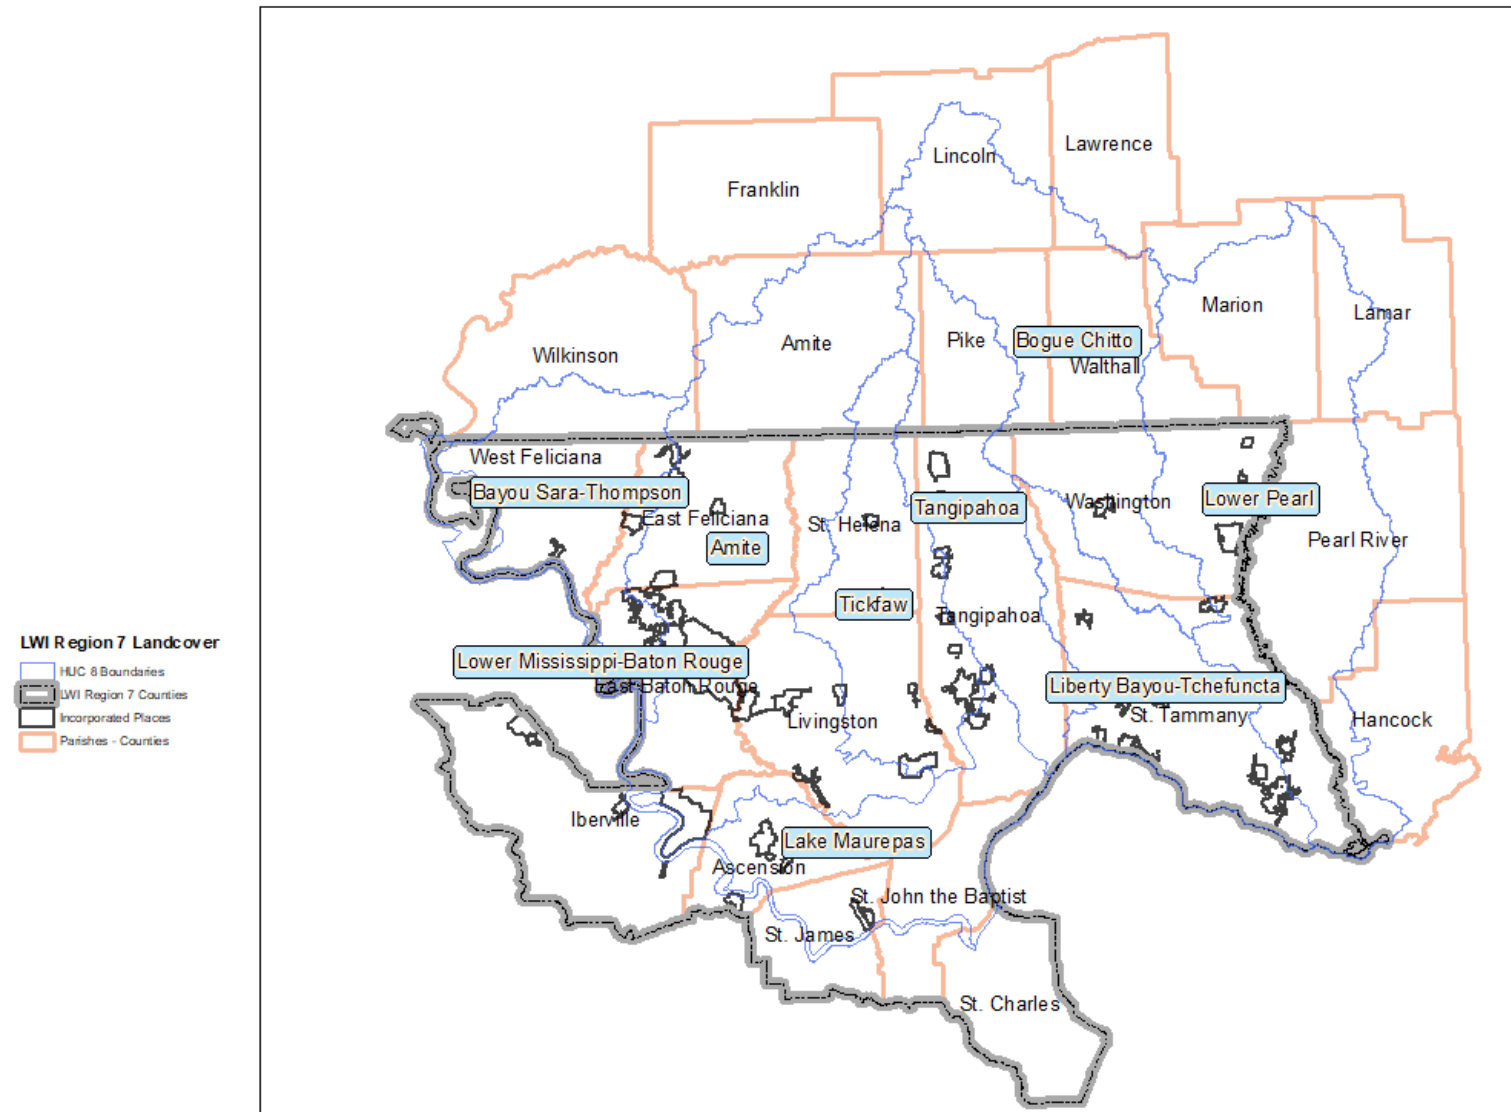 Lawrence
Lincoln
Franklin
Marion
Lamar
Amite
Pike
Bogue Chitto
Wilkinson
Walthall
West Feliciana
Bayou Sara-Thompson
Tangipahoa
Washington
Lower Pearl
East Feliciana
St. Helena
Pearl River
Amite
Tickfaw
Tangipahoa
LWI Region 7 Landcover
HUC 8 Boundaries
LWI Region 7 Counties
Incorporated Places
Parishes - Counties
Lower Mississippi-Baton Rouge
East Baton Rouge
Liberty Bayou-Tchefuncta
Livingston
St. Tammany
Hancock
Iberville
Lake Maurepas
Ascension
St. John the Baptist
St. James
St. Charles